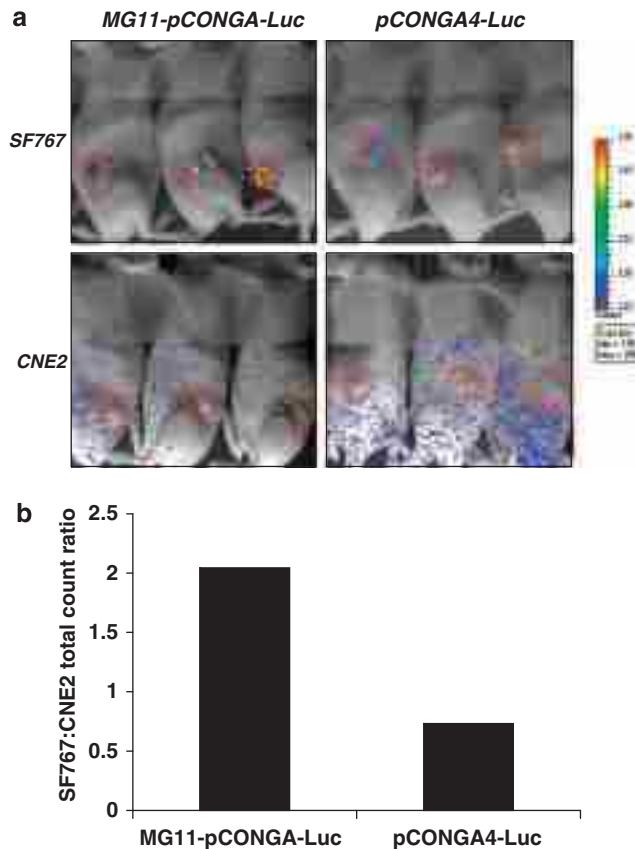 a
MG11-pCONGA-Luc
pCONGA4-Luc
SF767
CNE2
b
SF767:CNE2 total count ratio
2.5
2
1.5
1
0.5
0
MG11-pCONGA-Luc
pCONGA4-Luc